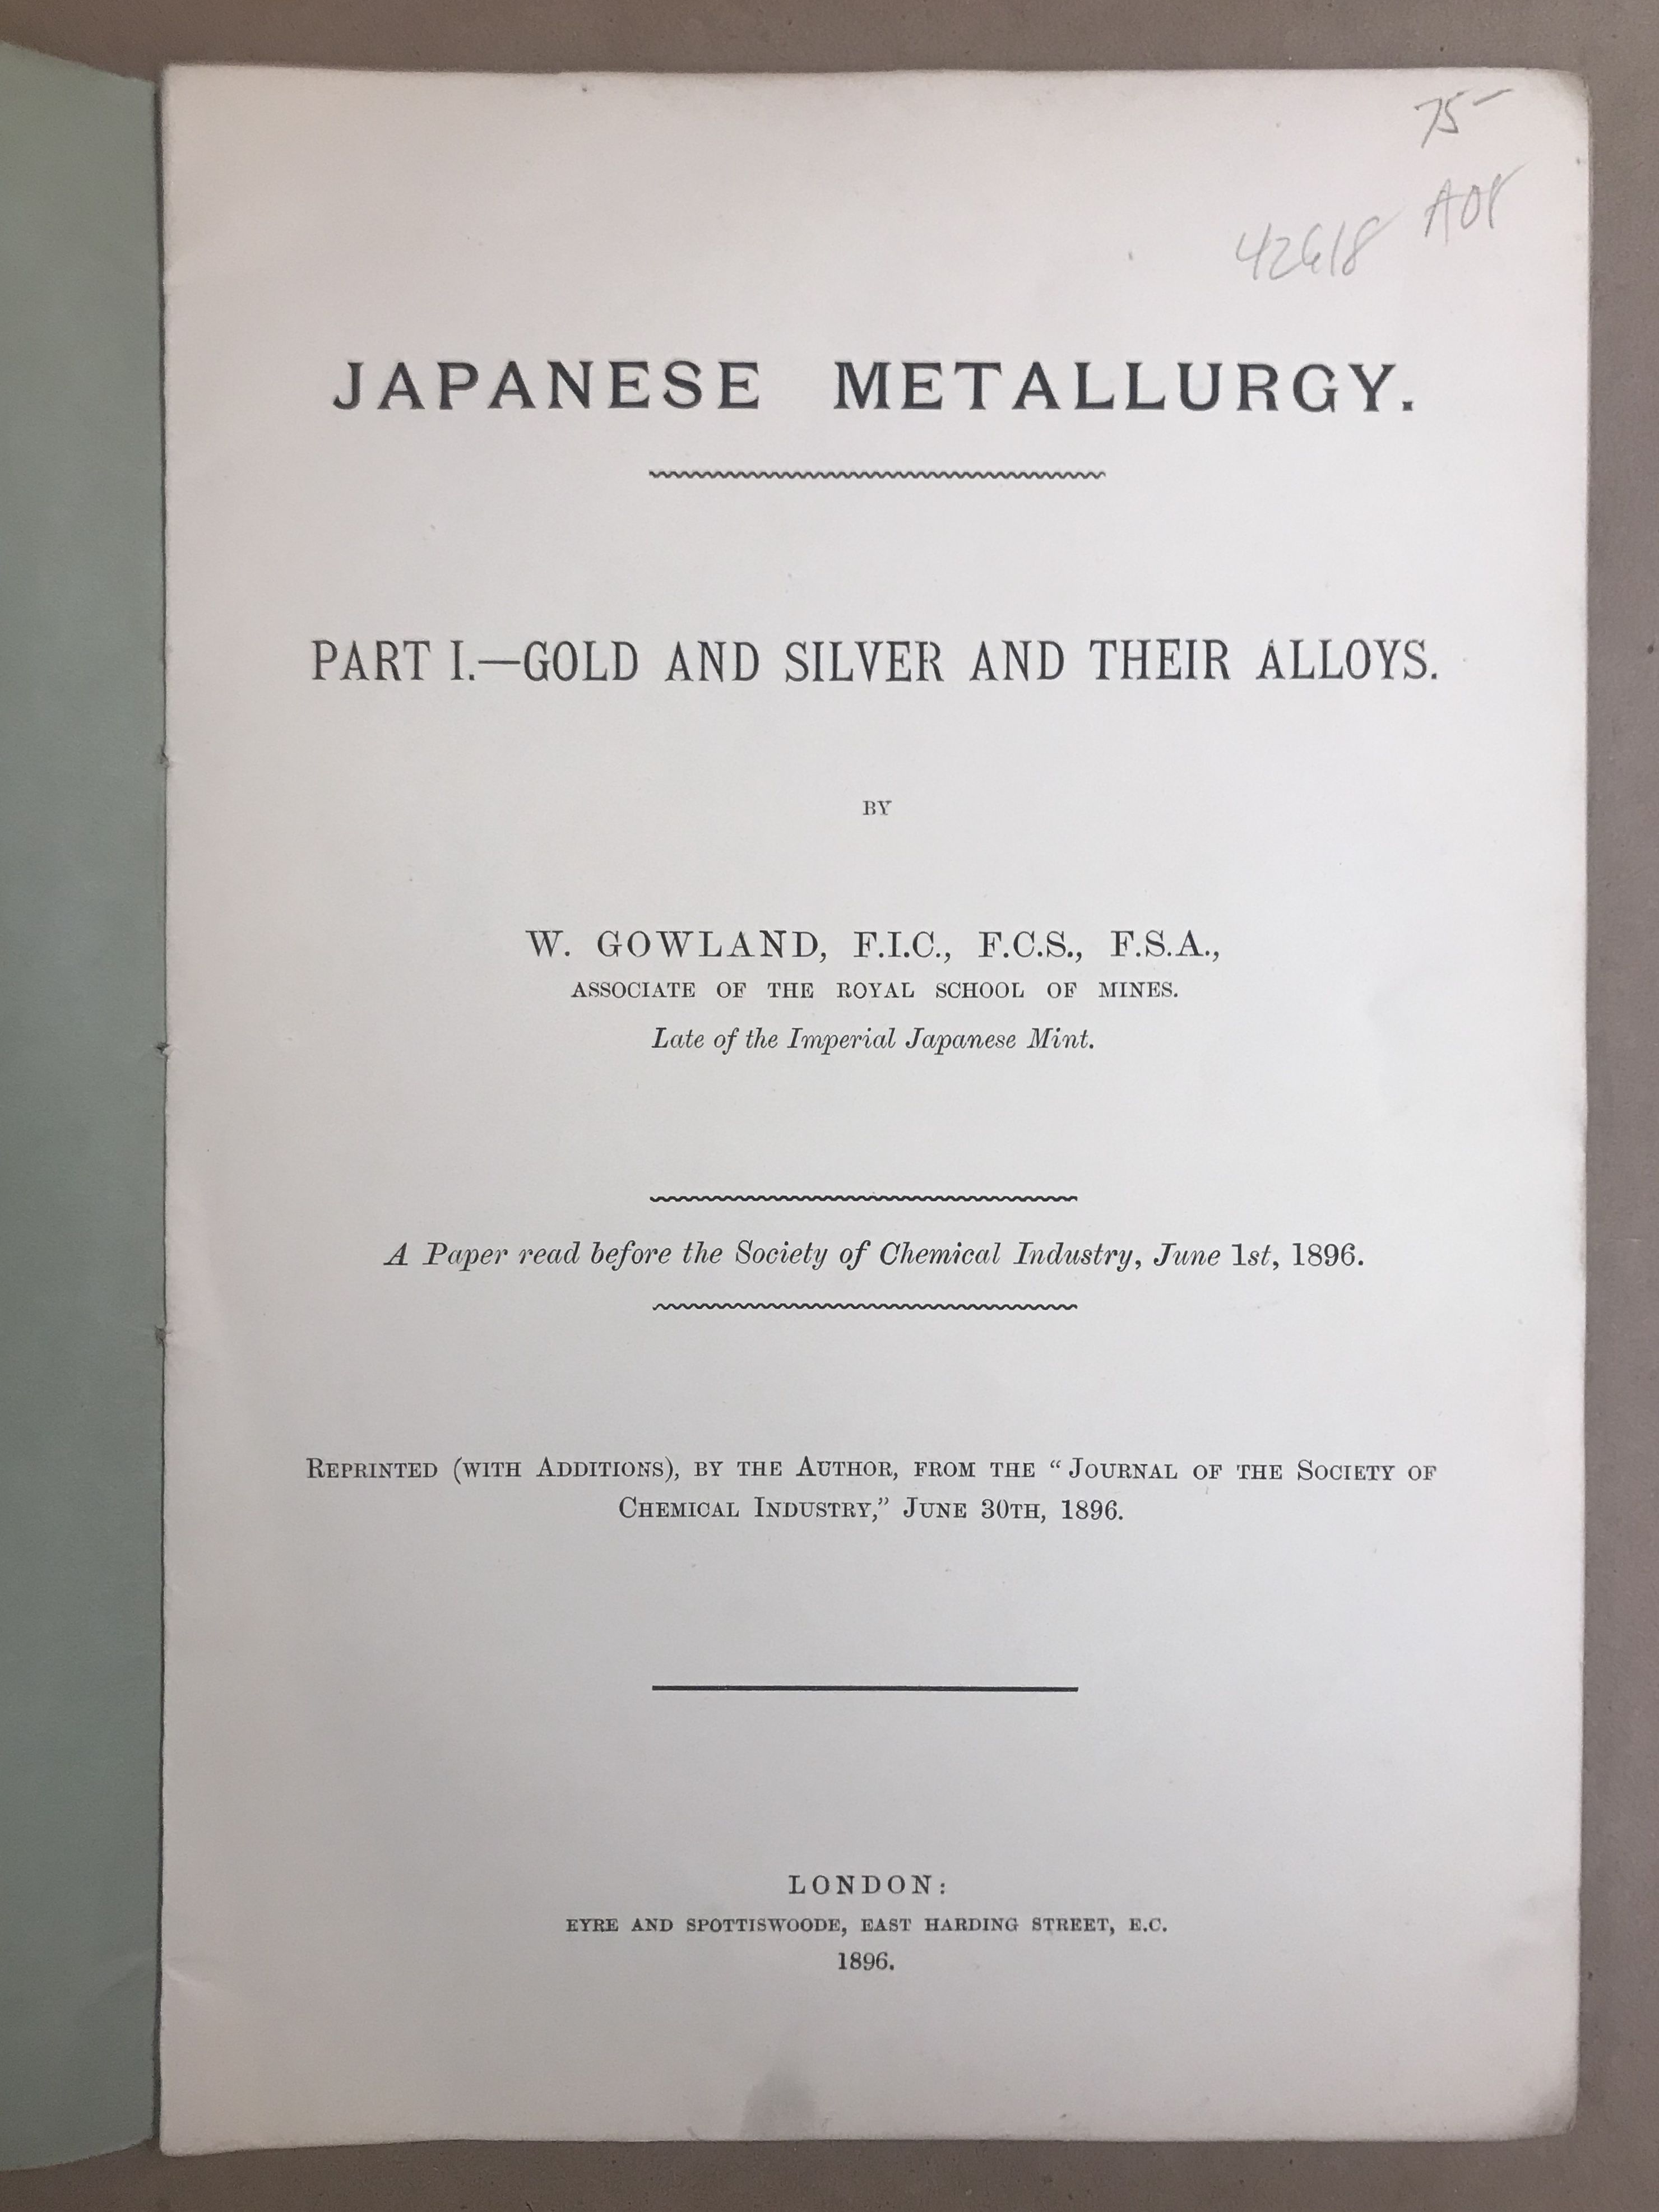 75-
42618
JAPANESE METALLURGY.
PART I.—GOLD AND SILVER AND THEIR ALLOYS.
BY
W. GOWLAND, F.I.C., F.C.S., F.S.A.,
ASSOCIATE OF THE ROYAL SCHOOL OF MINES.
Late of the Imperial Japanese Mint.
A Paper read before the Society of Chemical Industry, June 1st, 1896.
REPRINTED (WITH ADDITIONS), BY THE AUTHOR, FROM THE "JOURNAL OF THE SOCIETY OF
CHEMICAL INDUSTRY," JUNE 30TH, 1896.
LONDON:
EYRE AND SPOTTISWOODE, EAST HARDING STREET, E.C.
1896.